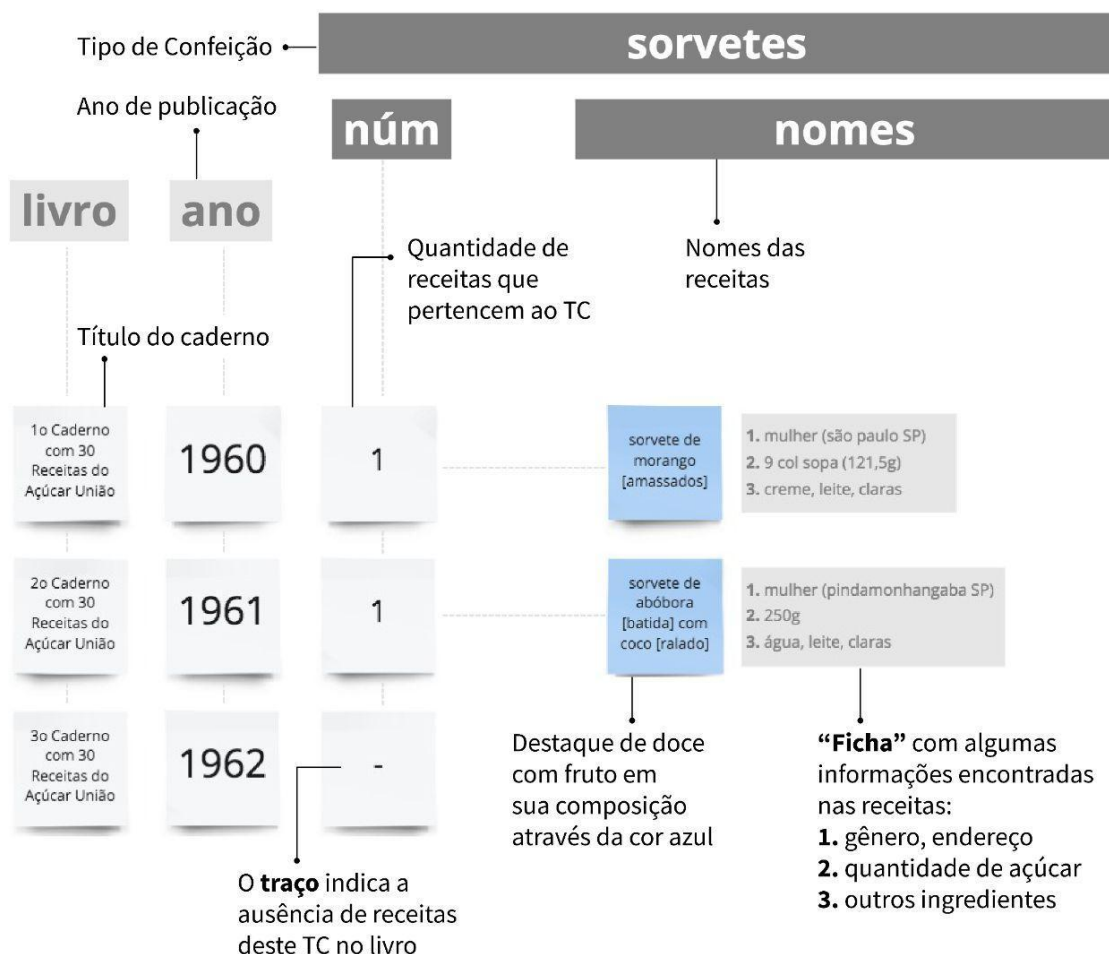 Tipo de Confeição
sorvetes
Ano de publicação
núm
nomes
livro
ano
Quantidade de
receitas que
pertencem ao TC
Nomes das
receitas
Título do caderno
1o Caderno
com 30
Receitas do
Açúcar União
1960
1
sorvete de
morango
[amassados]
1. mulher (são paulo SP)
2. 9 col sopa (121,5g)
3. creme, leite, claras
2o Caderno
com 30
Receitas do
Açúcar União
1961
1
sorvete de
abóbora
[batida] com
coco [ralado]
1. mulher (pindamonhangaba SP)
2. 250g
3. água, leite, claras
3o Caderno
com 30
Receitas do
Açúcar União
1962
-
Destaque de doce
com fruto em
sua composição
através da cor azul
“Ficha” com algumas
informações encontradas
nas receitas:
1. gênero, endereço
2. quantidade de açúcar
3. outros ingredientes
O traço indica a
ausência de receitas
deste TC no livro